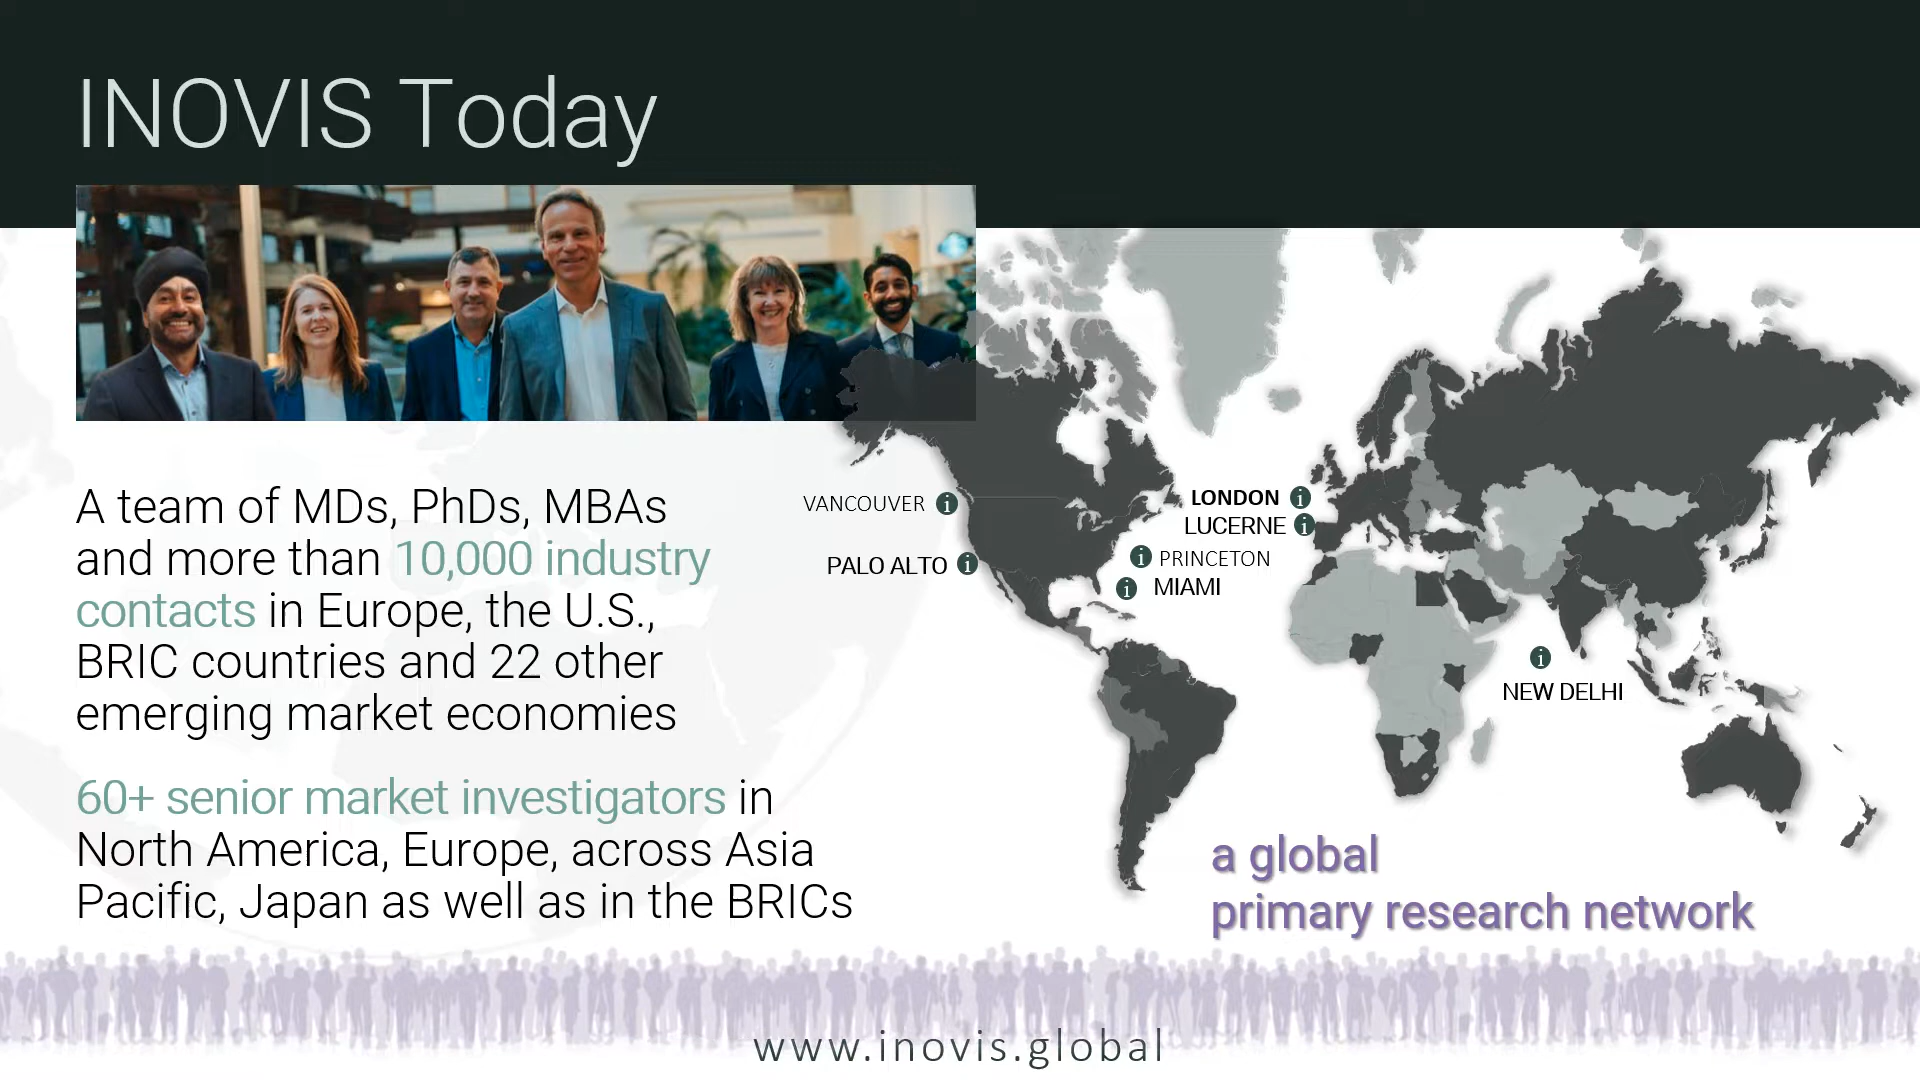 INOVIS Today
A team of MDs, PhDs, MBAs
and more than 10,000 industry
contacts in Europe, the U.S.,
BRIC countries and 22 other
emerging market economies
60+ senior market investigators in
North America, Europe, across Asia
Pacific, Japan as well as in the BRICs
VANCOUVER
PALO ALTO
LONDON
LUCERNE
PRINCETON
MIAMI
NEW DELHI
a global
primary research network
www.inovis.global